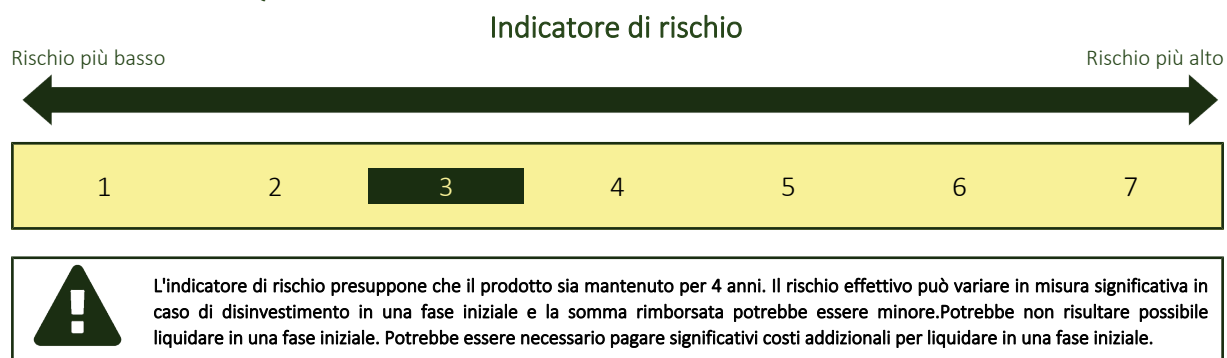 Indicatore di rischio
Rischio più basso
Rischio più alto
1 2 3 4 5 6 7
L'indicatore di rischio presuppone che il prodotto sia mantenuto per 4 anni. Il rischio effettivo può variare in misura significativa in
caso di disinvestimento in una fase iniziale e la somma rimborsata potrebbe essere minore.Potrebbe non risultare possibile
liquidare in una fase iniziale. Potrebbe essere necessario pagare significativi costi addizionali per liquidare in una fase iniziale.